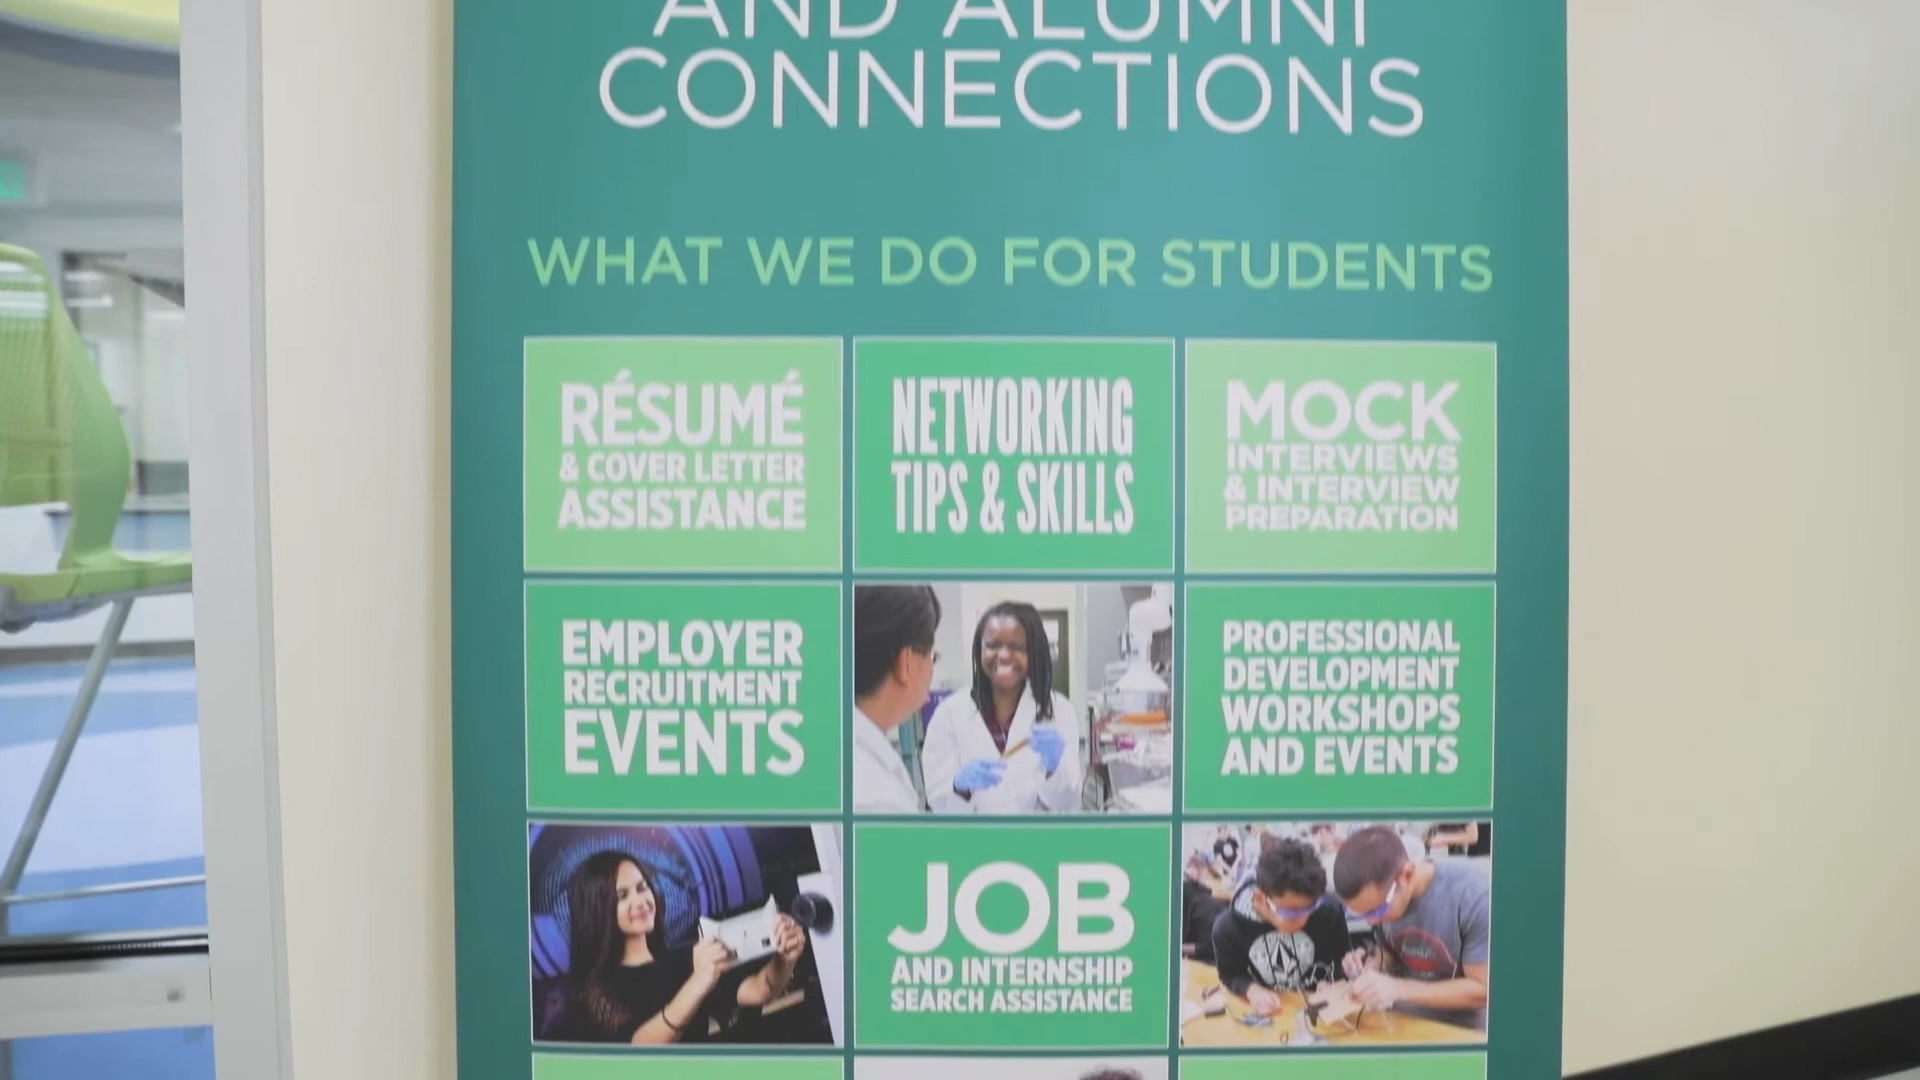 AND ALUMNI
CONNECTIONS
WHAT WE DO FOR STUDENTS
RÉSUMÉ
& COVER LETTER
ASSISTANCE
NETWORKING
TIPS & SKILLS
MOCK
INTERVIEWS
& INTERVIEW
PREPARATION
EMPLOYER
RECRUITMENT
EVENTS
PROFESSIONAL
DEVELOPMENT
WORKSHOPS
AND EVENTS
JOB
AND INTERNSHIP
SEARCH ASSISTANCE